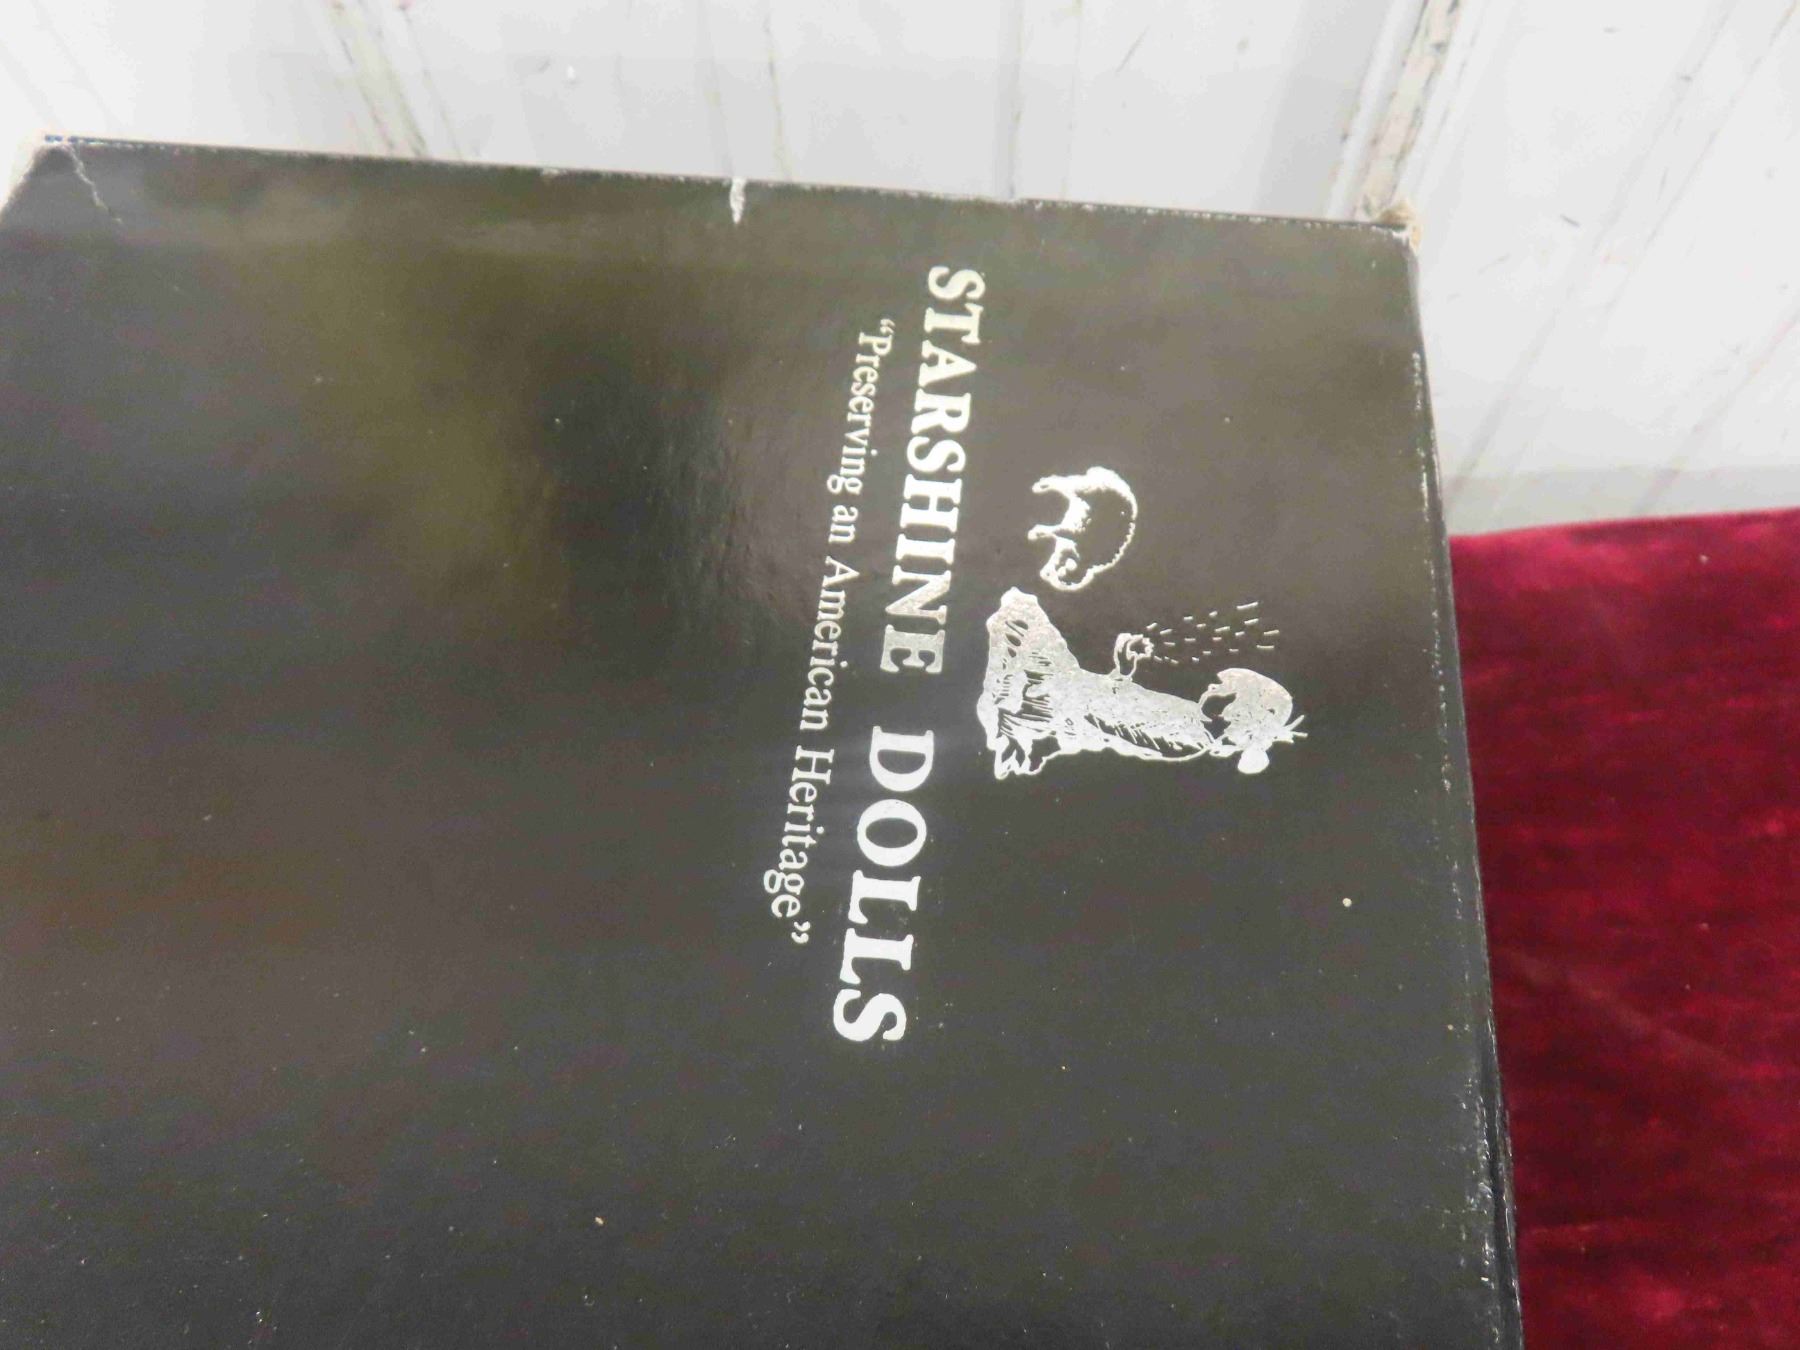 STARSHINE DOLLS
“Preserving an American Heritage”